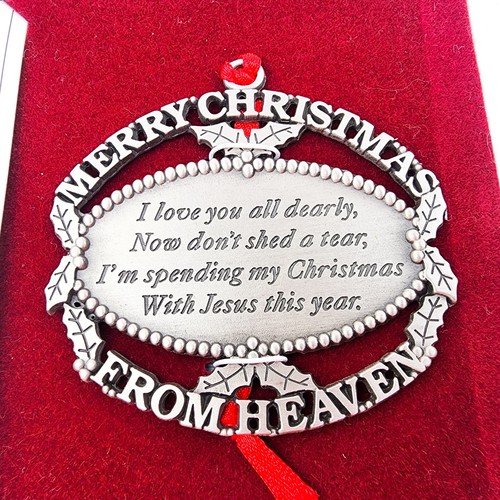 MERRY CHRISTMAS
I love you all dearly,
Now don't shed a tear,
I'm spending my Christmas
With Jesus this year.
FROM HEAVEN